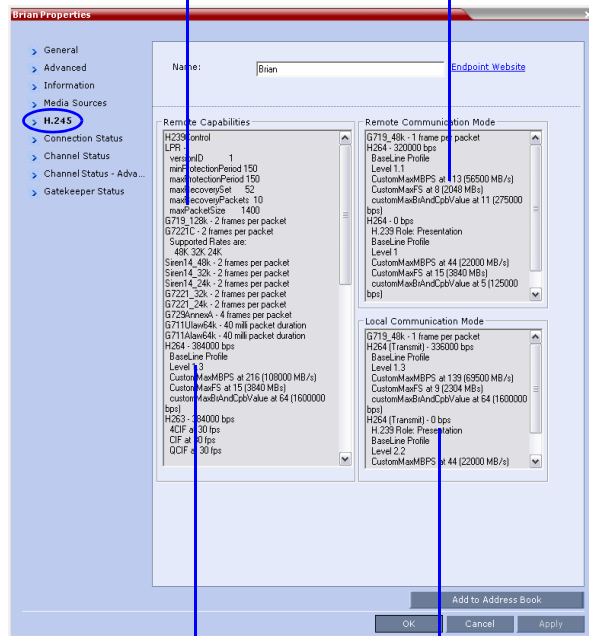 Brian Properties
General
Advanced
Information
Media Sources
H.245
Connection Status
Channel Status
Channel Status - Adva...
Gatekeeper Status
Name:
Brian
Endpoint Website
Remote Capabilities
H239Control
LPR -
versionID 1
minProtectionPeriod 150
maxProtectionPeriod 150
maxRecoverySet 52
maxRecoveryPackets 10
maxPacketSize 1400
G719_128k - 2 frames per packet
G7221C - 2 frames per packet
Supported Rates are:
48K 32K 24K
Siren14_48k - 2 frames per packet
Siren14_32k - 2 frames per packet
Siren14_24k - 2 frames per packet
G7221_32k - 2 frames per packet
G7221_24k - 2 frames per packet
G729AnnexA - 4 frames per packet
G711Ulaw64k - 40 milli packet duration
G711Alaw64k - 40 milli packet duration
H264 - 384000 bps
BaseLine Profile
Level 1.3
CustomMaxMBPS at 216 (108000 MB/s)
CustomMaxFS at 15 (3840 MBs)
customMaxBrAndCpbValue at 64 (1600000
bps)
H263 - 384000 bps
4CIF at 30 fps
CIF at 30 fps
QCIF at 30 fps
Remote Communication Mode
G719_48k - 1 frame per packet
H264 - 320000 bps
BaseLine Profile
Level 1.1
CustomMaxMBPS at 113 (56500 MB/s)
CustomMaxFS at 8 (2048 MBs)
customMaxBrAndCpbValue at 11 (275000
bps)
H264 - 0 bps
H.239 Role: Presentation
BaseLine Profile
Level 1
CustomMaxMBPS at 44 (22000 MB/s)
CustomMaxFS at 15 (3840 MBs)
customMaxBrAndCpbValue at 5 (125000
bps)
Local Communication Mode
G719_48k - 1 frame per packet
H264 (Transmit) - 336000 bps
BaseLine Profile
Level 1.3
CustomMaxMBPS at 139 (69500 MB/s)
CustomMaxFS at 9 (2304 MBs)
customMaxBrAndCpbValue at 64 (1600000
bps)
H264 (Transmit) - 0 bps
H.239 Role: Presentation
BaseLine Profile
Level 2.2
CustomMaxMBPS at 44 (22000 MB/s)
Add to Address Book
OK
Cancel
Apply